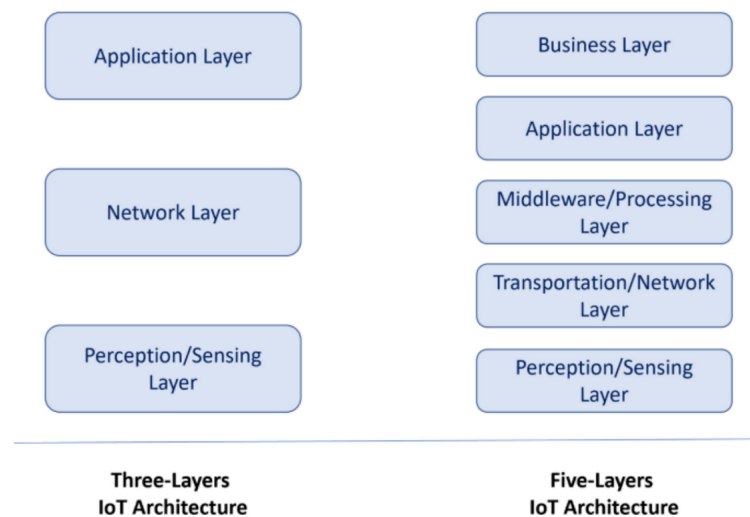 Application Layer
Network Layer
Perception/Sensing
Layer
Three-Layers
IoT Architecture
Business Layer
Application Layer
Middleware/Processing
Layer
Transportation/Network
Layer
Perception/Sensing
Layer
Five-Layers
IoT Architecture